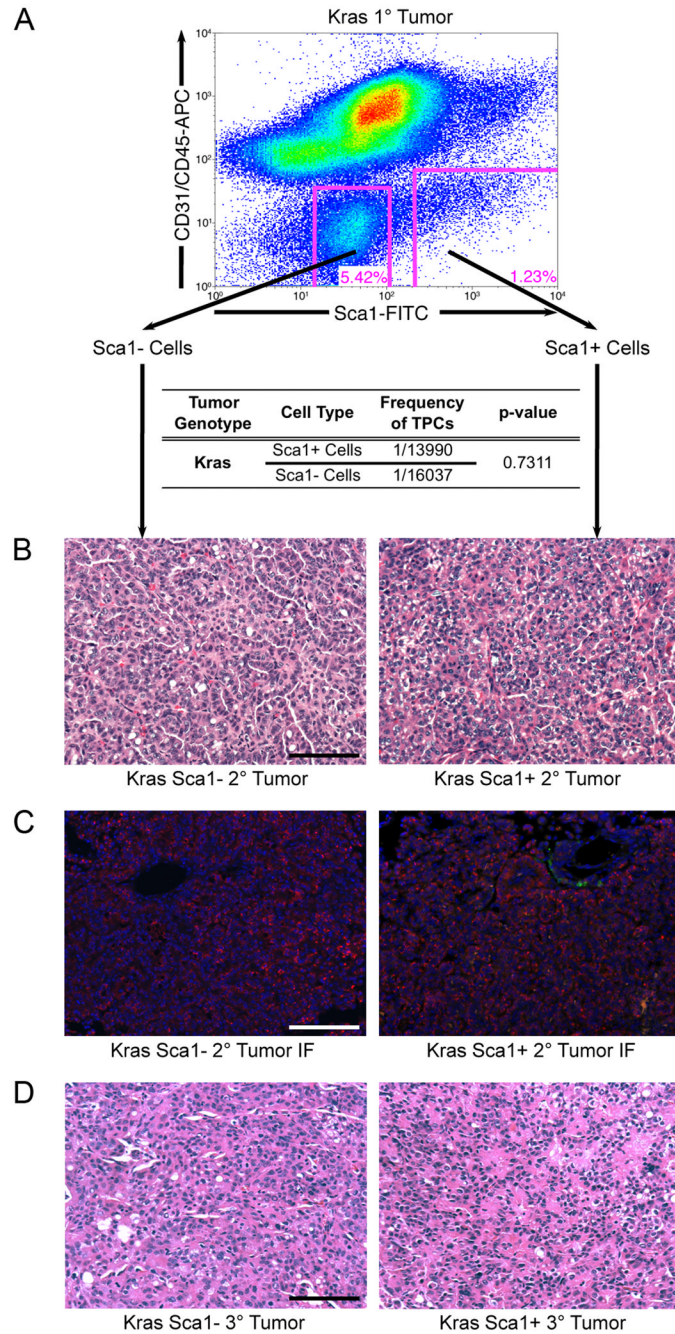 A
Kras 1° Tumor
CD31/CD45-APC
10⁴
10³
10²
10¹
10⁰
5.42%
1.23%
10⁰ 10¹ 10² 10³ 10⁴
Sca1-FITC
Sca1- Cells
Sca1+ Cells
Tumor Genotype Cell Type Frequency of TPCs p-value
Kras Sca1+ Cells 1/13990 0.7311
Sca1- Cells 1/16037
B
Kras Sca1- 2° Tumor
Kras Sca1+ 2° Tumor
C
Kras Sca1- 2° Tumor IF
Kras Sca1+ 2° Tumor IF
D
Kras Sca1- 3° Tumor
Kras Sca1+ 3° Tumor